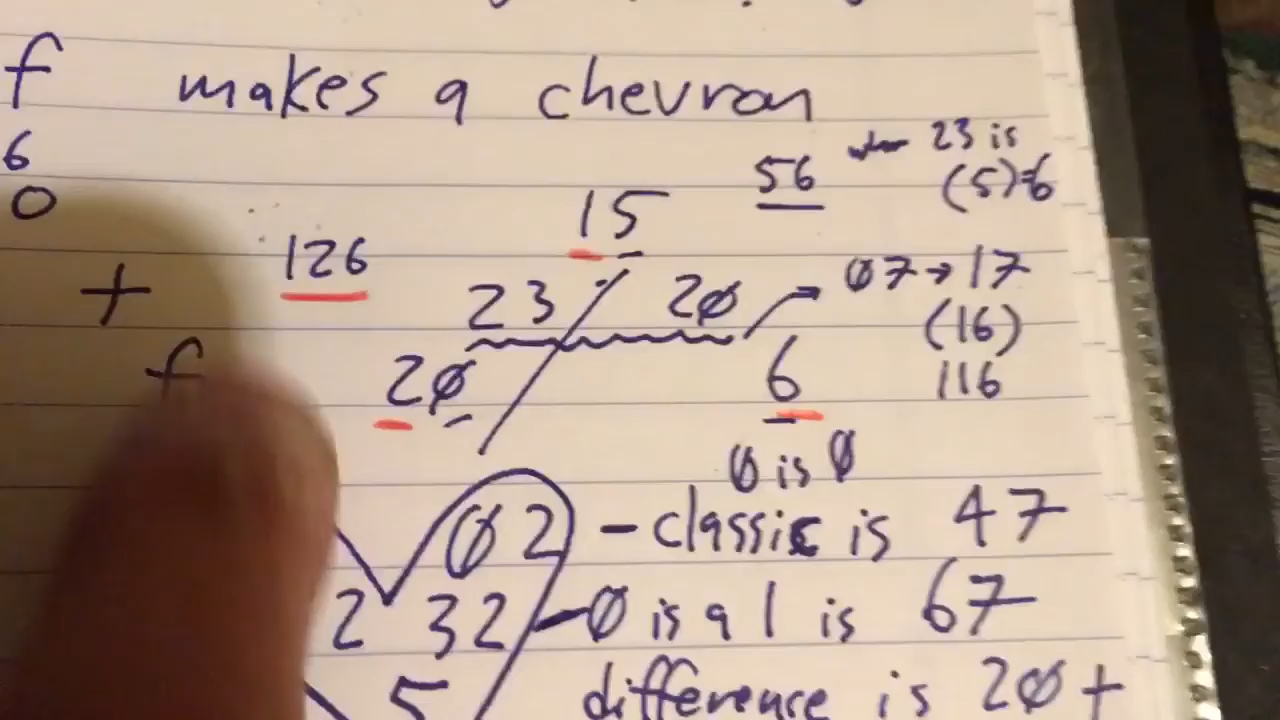 f makes a chevron
6 56 23 is
0 15 (5)=6
126 23 20 07→17
+ (16)
f 20 6 116
0 is 0
02 - classic is 47
2 32 - 0 is a 1 is 67
5 difference is 20+